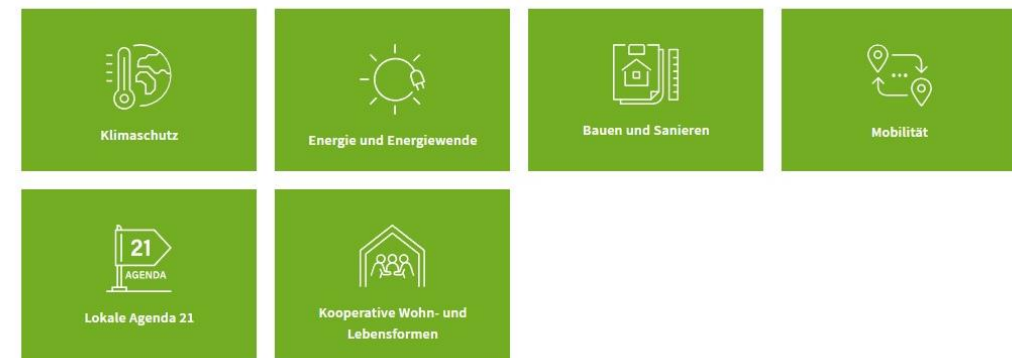 Klimaschutz
Energie und Energiewende
Bauen und Sanieren
Mobilität
21
AGENDA
Lokale Agenda 21
Kooperative Wohn- und
Lebensformen